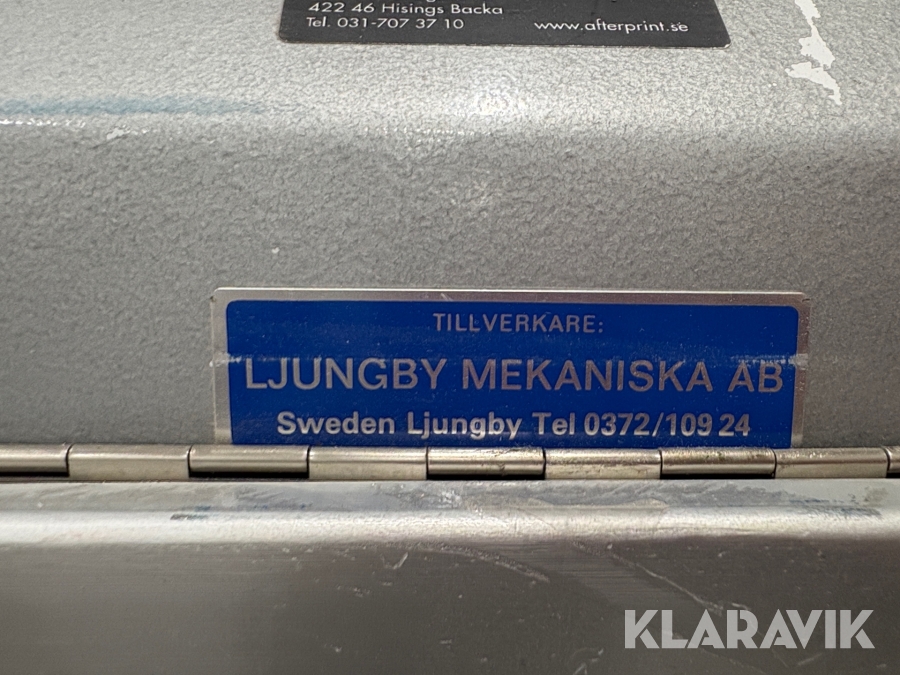 422 46 Hisings Backa
Tel. 031-707 37 10 www.afterprint.se
TILLVERKARE:
LJUNGBY MEKANISKA AB
Sweden Ljungby Tel 0372/109 24
KLARAVIK